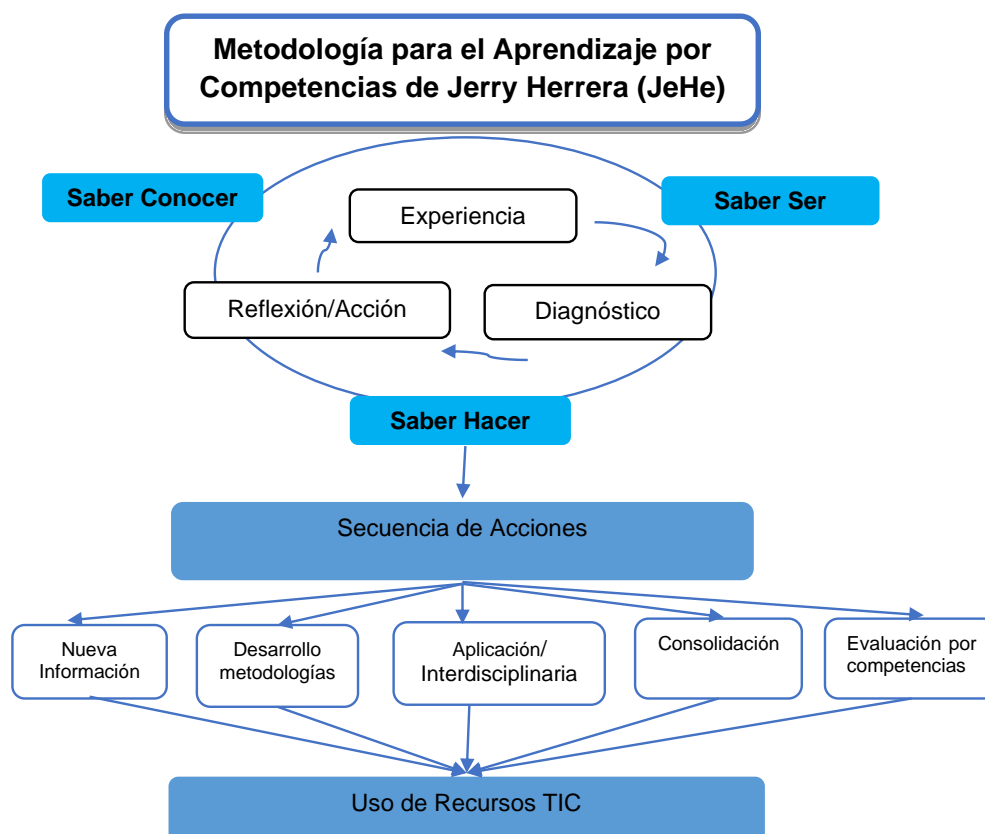 Metodología para el Aprendizaje por
Competencias de Jerry Herrera (JeHe)
Saber Conocer
Saber Ser
Experiencia
Reflexión/Acción
Diagnóstico
Saber Hacer
Secuencia de Acciones
Nueva
Información
Desarrollo
metodologías
Aplicación/
Interdisciplinaria
Consolidación
Evaluación por
competencias
Uso de Recursos TIC